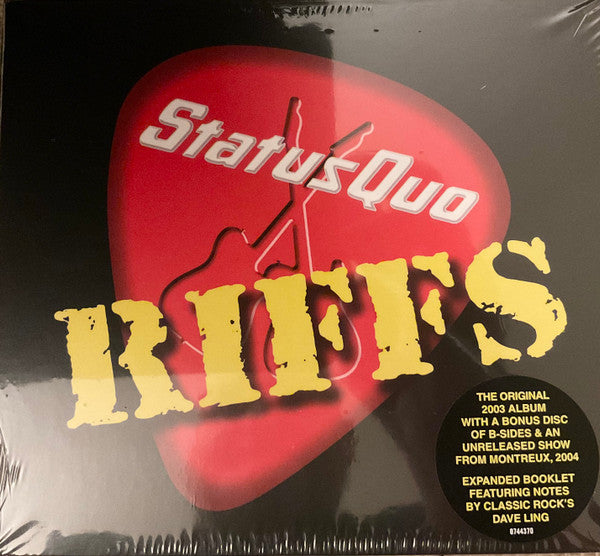 StatusQuo
RIFFS
THE ORIGINAL
2003 ALBUM
WITH A BONUS DISC
OF B-SIDES & AN
UNRELEASED SHOW
FROM MONTREUX, 2004
EXPANDED BOOKLET
FEATURING NOTES
BY CLASSIC ROCK'S
DAVE LING
0744370